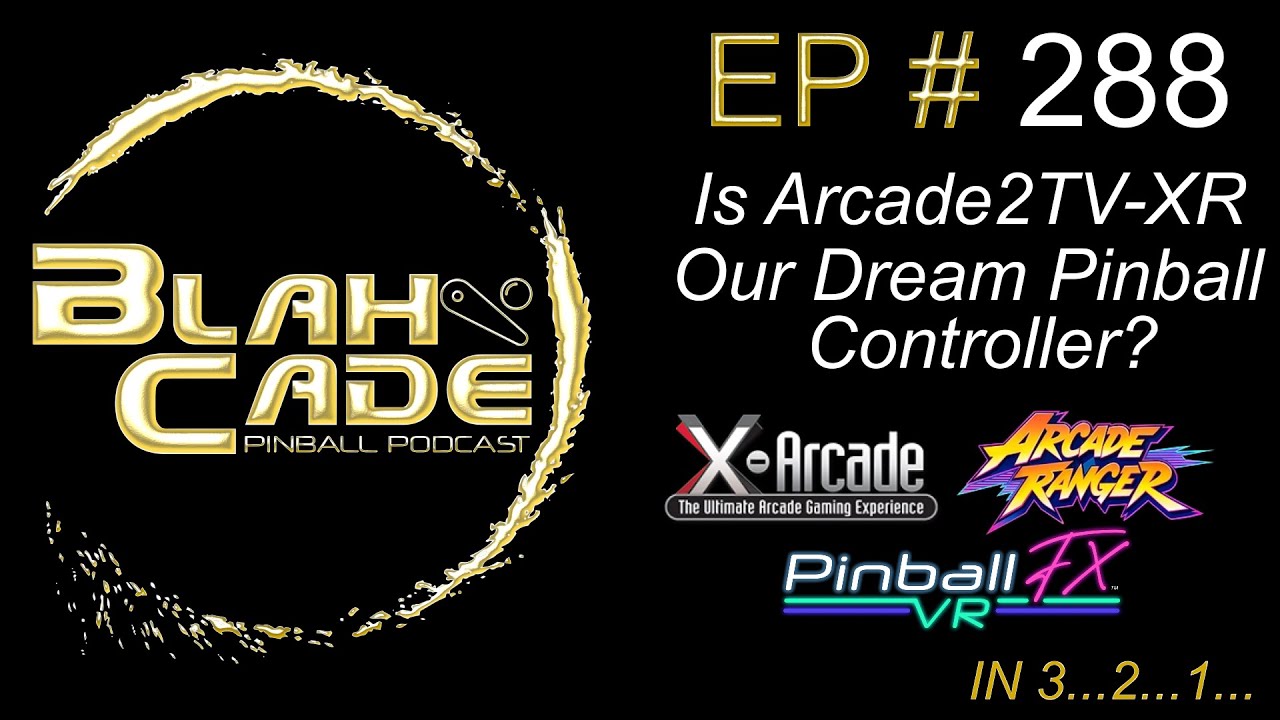 BLAH
CADE
PINBALL PODCAST
EP # 288
Is Arcade2TV-XR
Our Dream Pinball
Controller?
X-Arcade
The Ultimate Arcade Gaming Experience
ARCADE
RANGER
Pinball FX™
VR
IN 3...2...1...